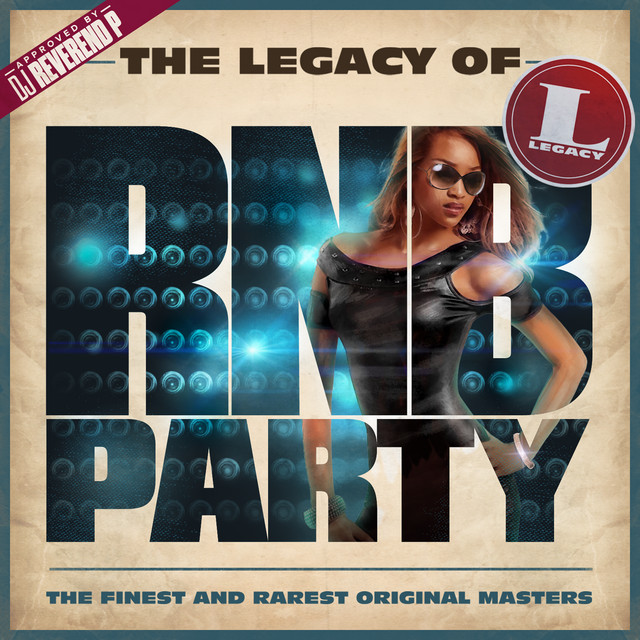 APPROVED BY
DJ REVEREND P
THE LEGACY OF
L
LEGACY
RNB
PARTY
THE FINEST AND RAREST ORIGINAL MASTERS